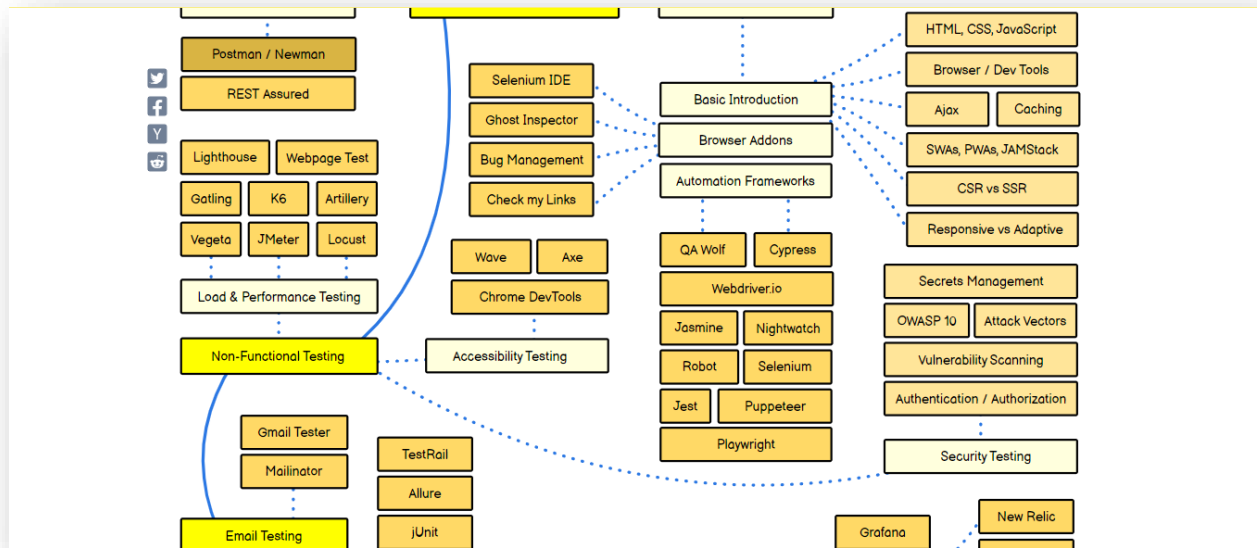 Postman / Newman
REST Assured
Y
Lighthouse
Webpage Test
Gatling
K6
Artillery
Vegeta
JMeter
Locust
Load & Performance Testing
Non-Functional Testing
Gmail Tester
Mailinator
Email Testing
Selenium IDE
Ghost Inspector
Bug Management
Check my Links
Wave
Axe
Chrome DevTools
Accessibility Testing
TestRail
Allure
jUnit
Basic Introduction
Browser Addons
Automation Frameworks
QA Wolf
Cypress
Webdriver.io
Jasmine
Nightwatch
Robot
Selenium
Jest
Puppeteer
Playwright
HTML, CSS, JavaScript
Browser / Dev Tools
Ajax
Caching
SWAs, PWAs, JAMStack
CSR vs SSR
Responsive vs Adaptive
Secrets Management
OWASP 10
Attack Vectors
Vulnerability Scanning
Authentication / Authorization
Security Testing
Grafana
New Relic